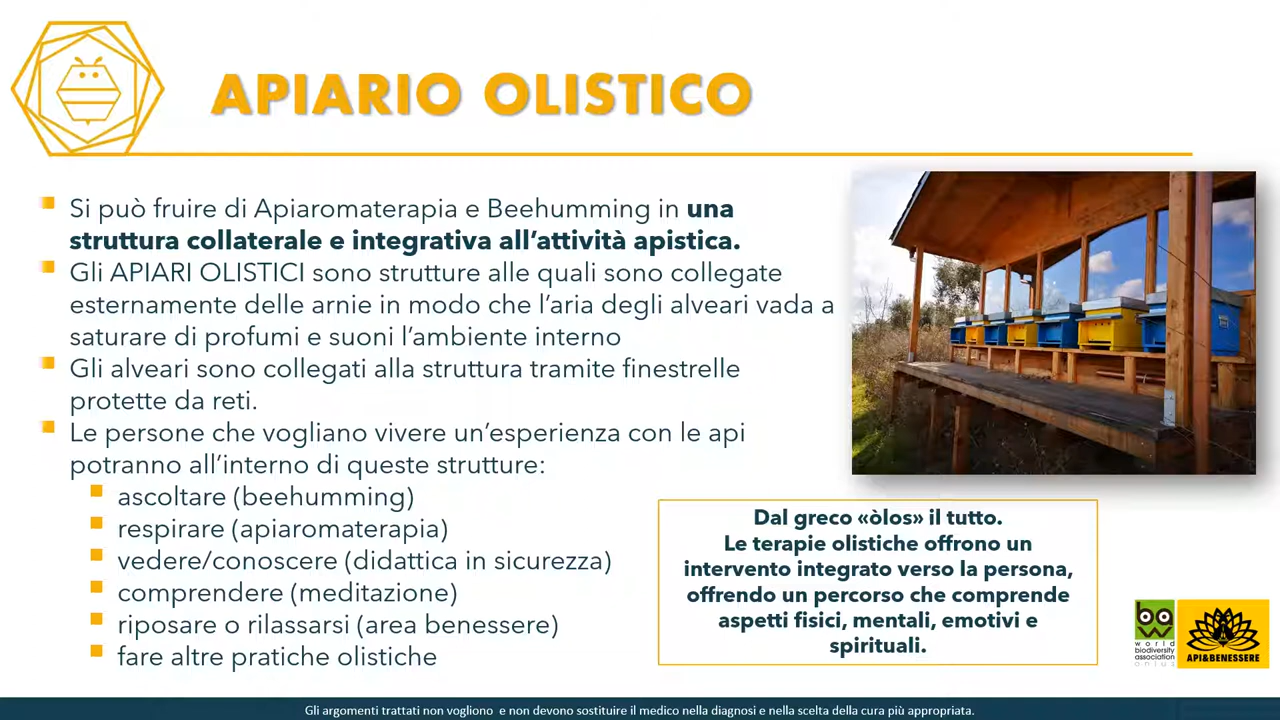 APIARIO OLISTICO
Si può fruire di Apiaromaterapia e Beehumming in una
struttura collaterale e integrativa all’attività apistica.
Gli APIARI OLISTICI sono strutture alle quali sono collegate
esternamente delle arnie in modo che l’aria degli alveari vada a
saturare di profumi e suoni l’ambiente interno
Gli alveari sono collegati alla struttura tramite finestrelle
protette da reti.
Le persone che vogliano vivere un’esperienza con le api
potranno all’interno di queste strutture:
ascoltare (beehumming)
respirare (apiaromaterapia)
vedere/conoscere (didattica in sicurezza)
comprendere (meditazione)
riposare o rilassarsi (area benessere)
fare altre pratiche olistiche
Dal greco «òlos» il tutto.
Le terapie olistiche offrono un
intervento integrato verso la persona,
offrendo un percorso che comprende
aspetti fisici, mentali, emotivi e
spirituali.
world
biodiversity
association
onlus
API&BENESSERE
Gli argomenti trattati non vogliono e non devono sostituire il medico nella diagnosi e nella scelta della cura più appropriata.